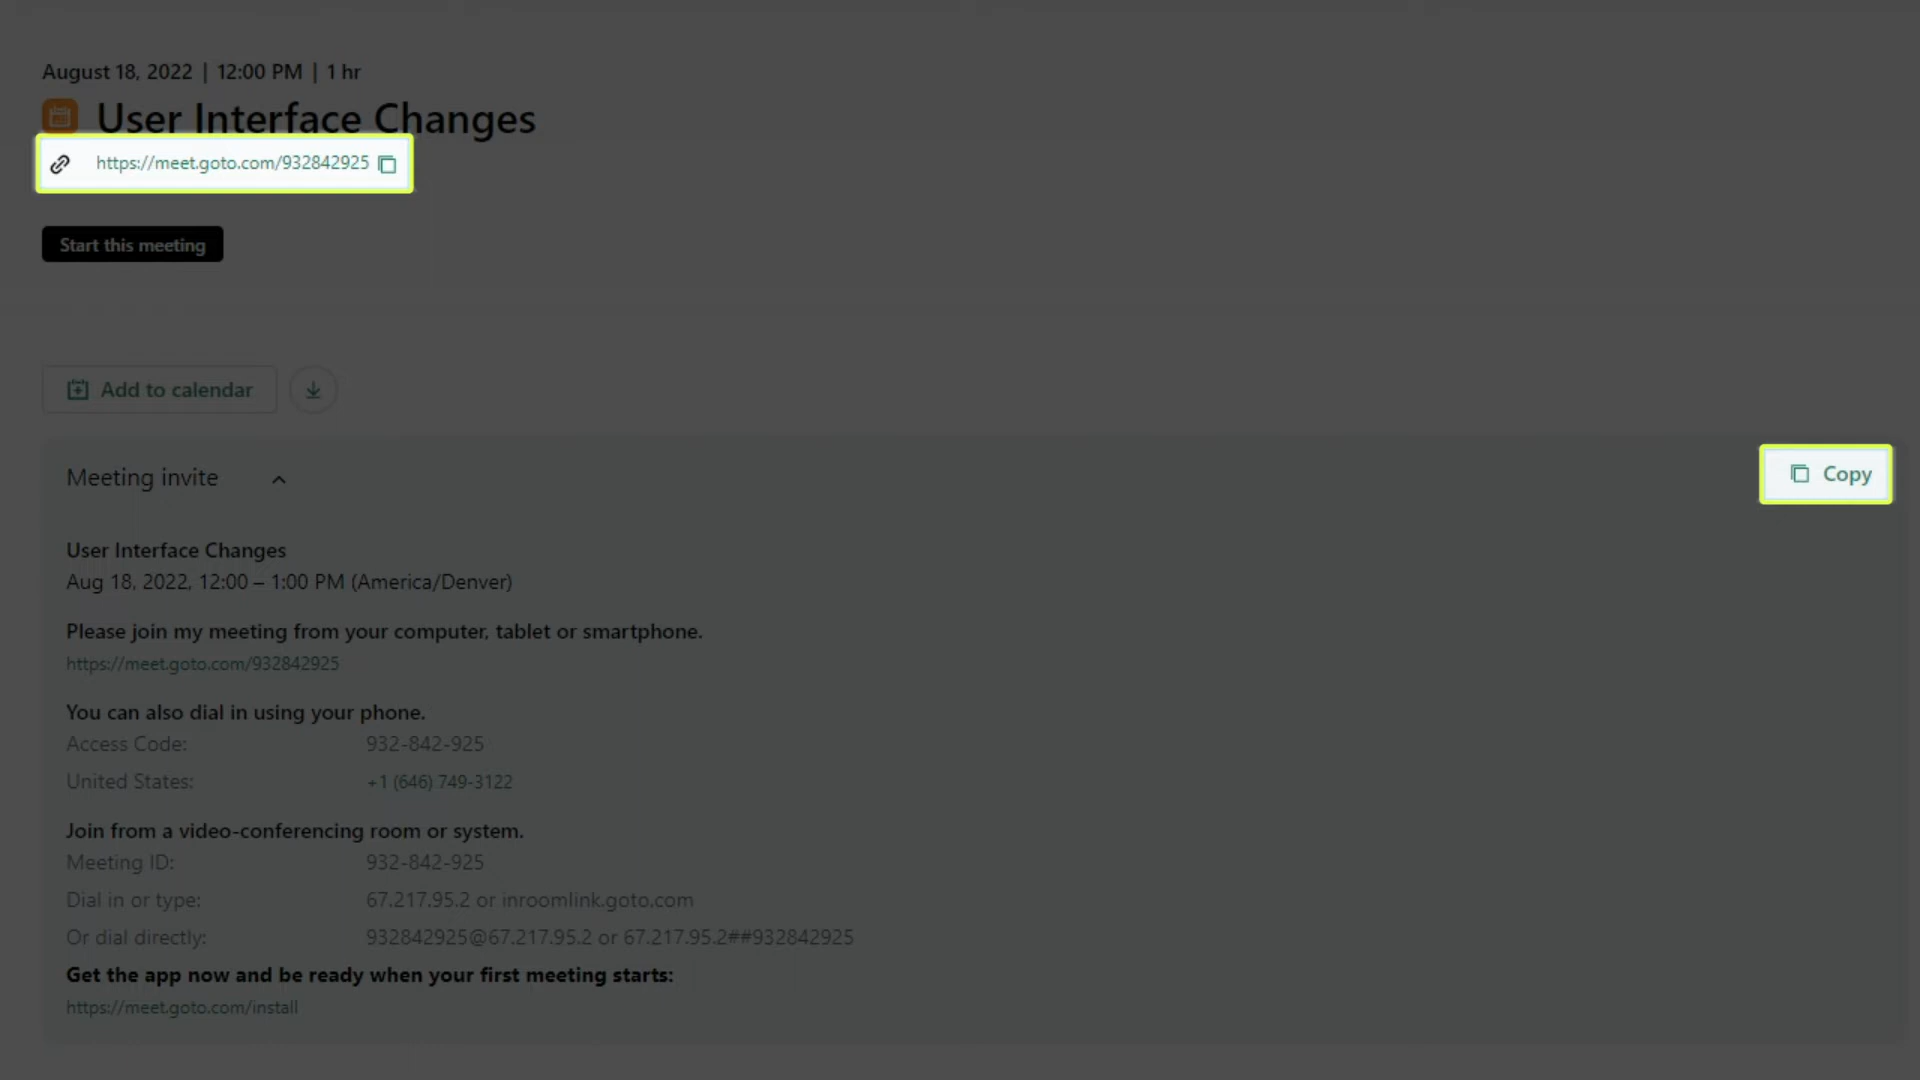 August 18, 2022 | 12:00 PM | 1 hr
User Interface Changes
https://meet.goto.com/932842925
Start this meeting
Add to calendar
Meeting invite
Copy
User Interface Changes
Aug 18, 2022, 12:00 – 1:00 PM (America/Denver)
Please join my meeting from your computer, tablet or smartphone.
https://meet.goto.com/932842925
You can also dial in using your phone.
Access Code: 932-842-925
United States: +1 (646) 749-3122
Join from a video-conferencing room or system.
Meeting ID: 932-842-925
Dial in or type: 67.217.95.2 or inroomlink.goto.com
Or dial directly: 932842925@67.217.95.2 or 67.217.95.2##932842925
Get the app now and be ready when your first meeting starts:
https://meet.goto.com/install